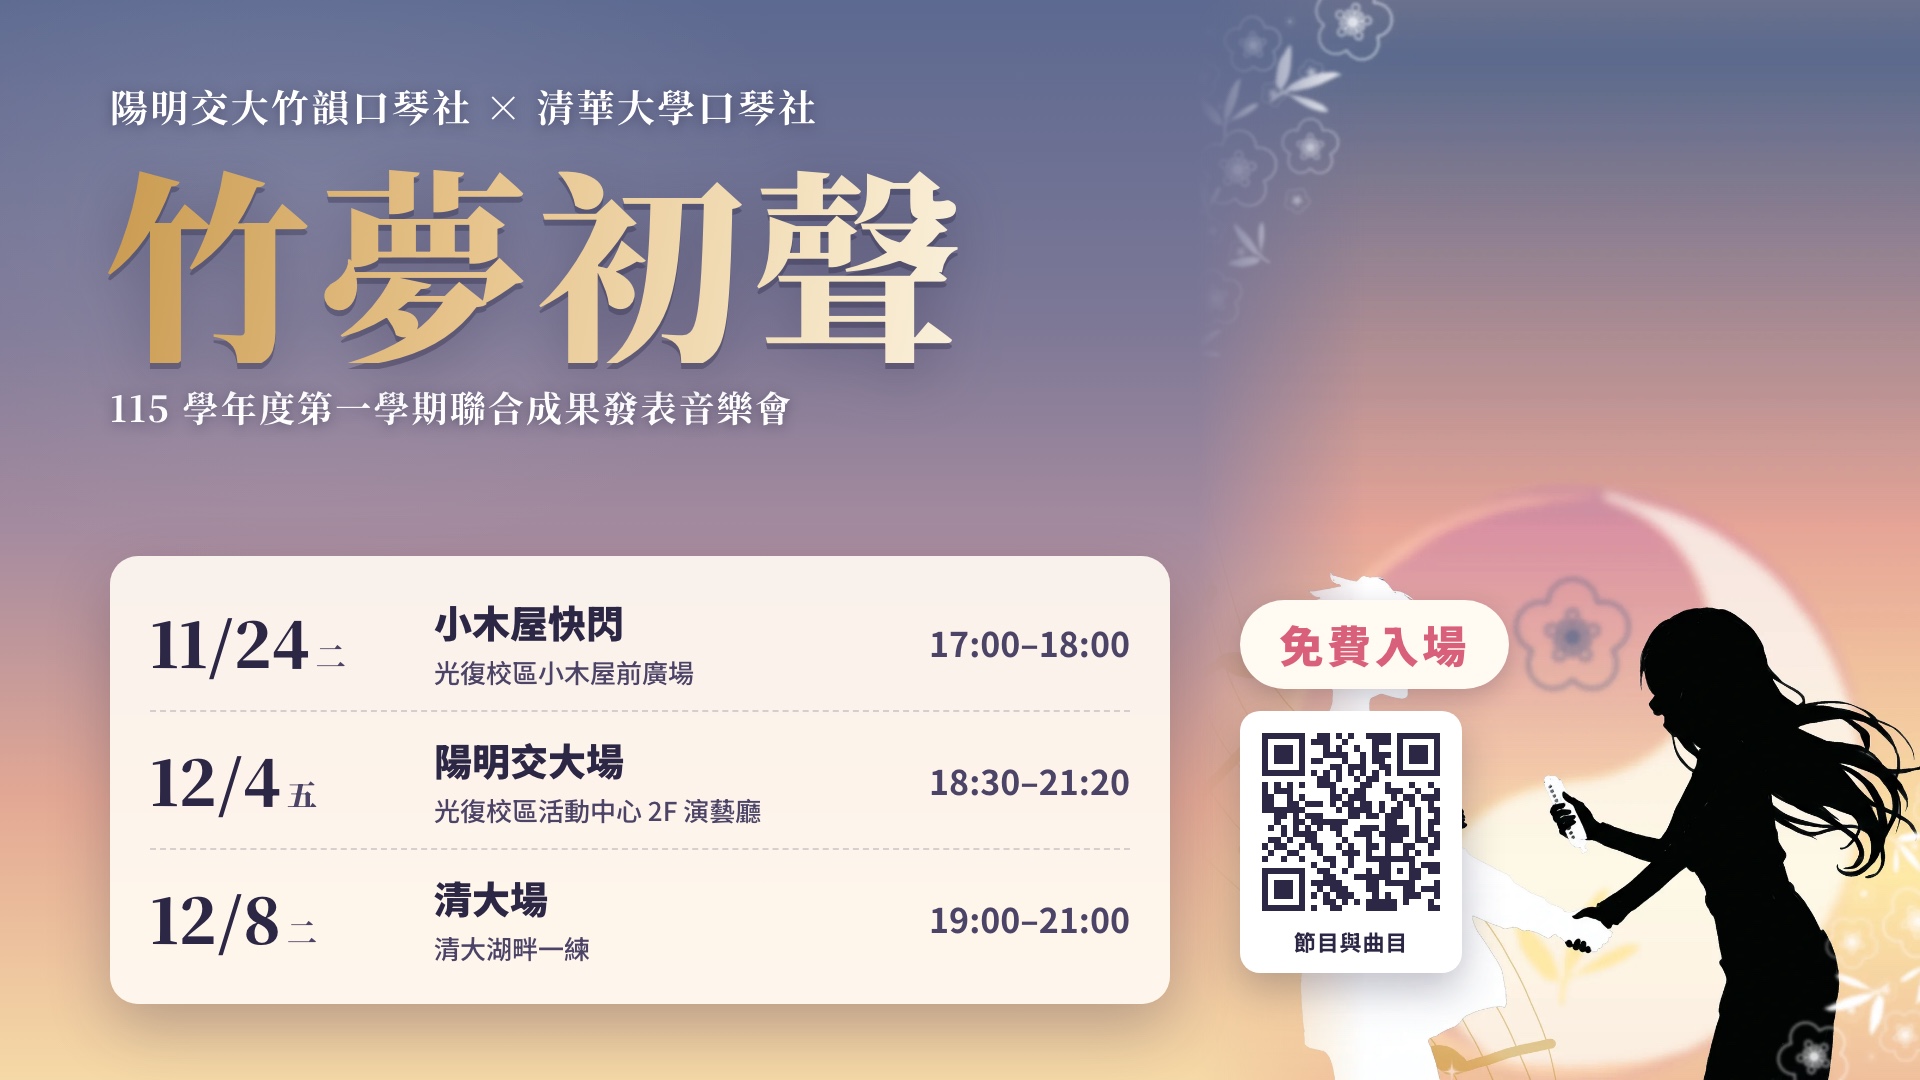 陽明交大竹韻口琴社 × 清華大學口琴社
竹夢初聲
115 學年度第一學期聯合成果發表音樂會
11/24 二
小木屋快閃
光復校區小木屋前廣場
17:00–18:00
12/4 五
陽明交大場
光復校區活動中心 2F 演藝廳
18:30–21:20
12/8 二
清大場
清大湖畔一練
19:00–21:00
免費入場
節目與曲目